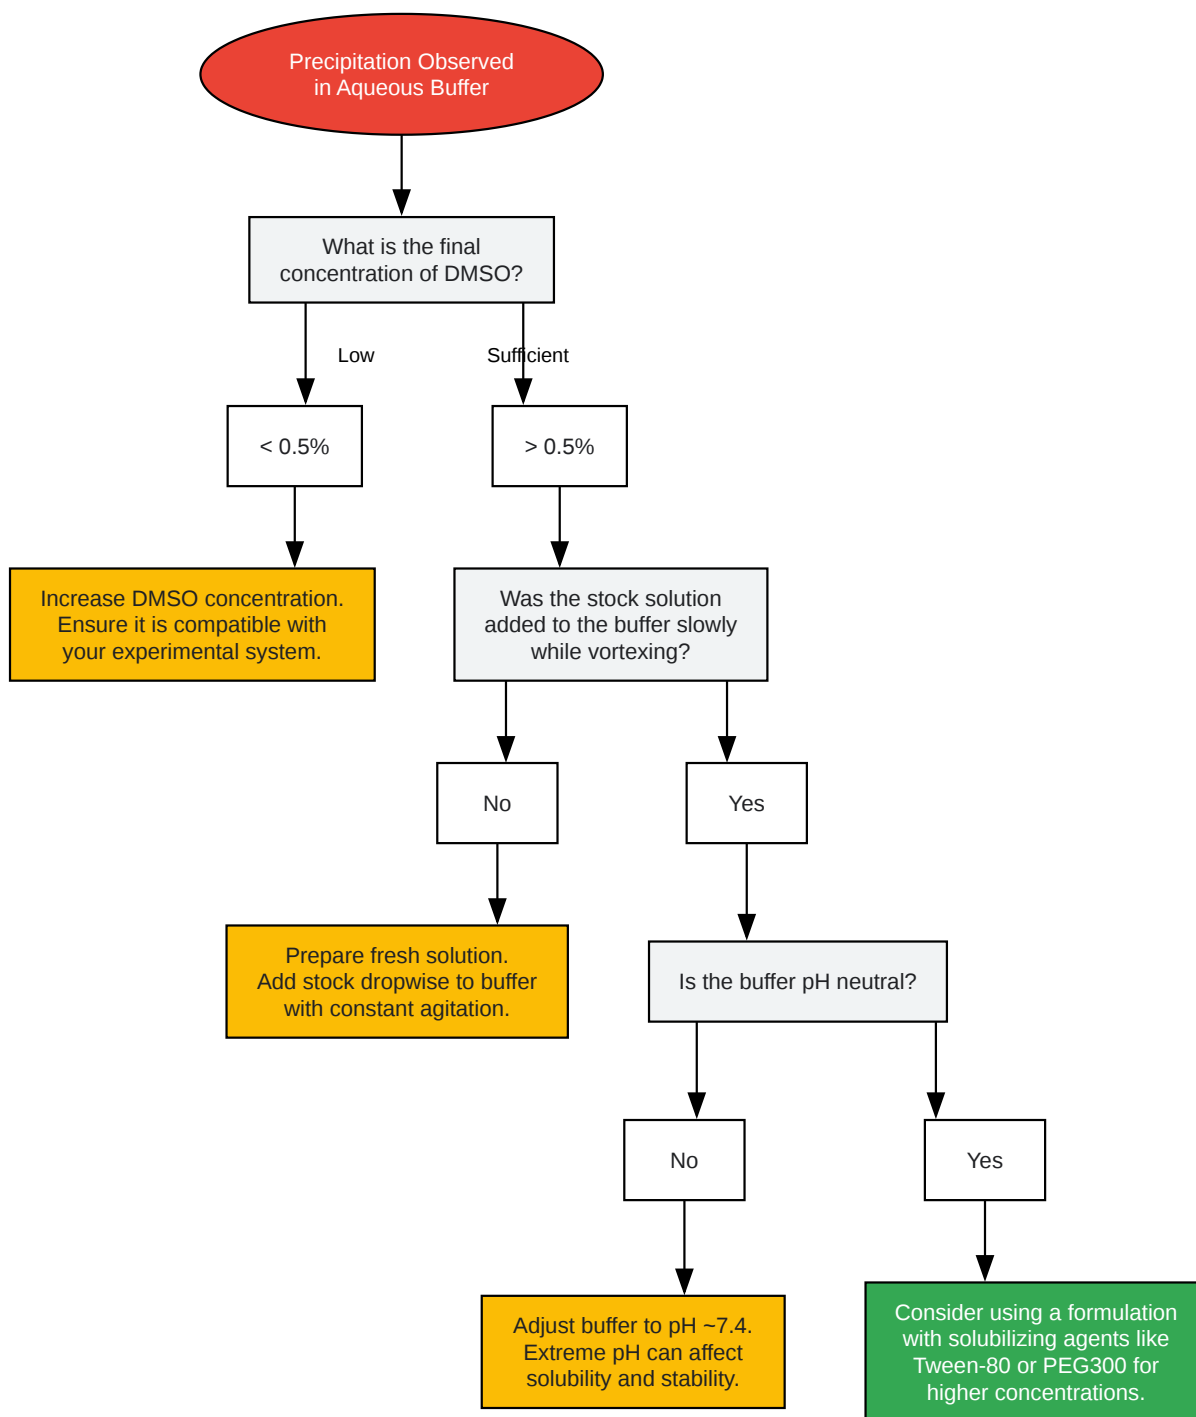 Precipitation Observed
in Aqueous Buffer
What is the final
concentration of DMSO?
Low
Sufficient
< 0.5%
> 0.5%
Increase DMSO concentration.
Ensure it is compatible with
your experimental system.
Was the stock solution
added to the buffer slowly
while vortexing?
No
Yes
Prepare fresh solution.
Add stock dropwise to buffer
with constant agitation.
Is the buffer pH neutral?
No
Yes
Adjust buffer to pH ~7.4.
Extreme pH can affect
solubility and stability.
Consider using a formulation
with solubilizing agents like
Tween-80 or PEG300 for
higher concentrations.